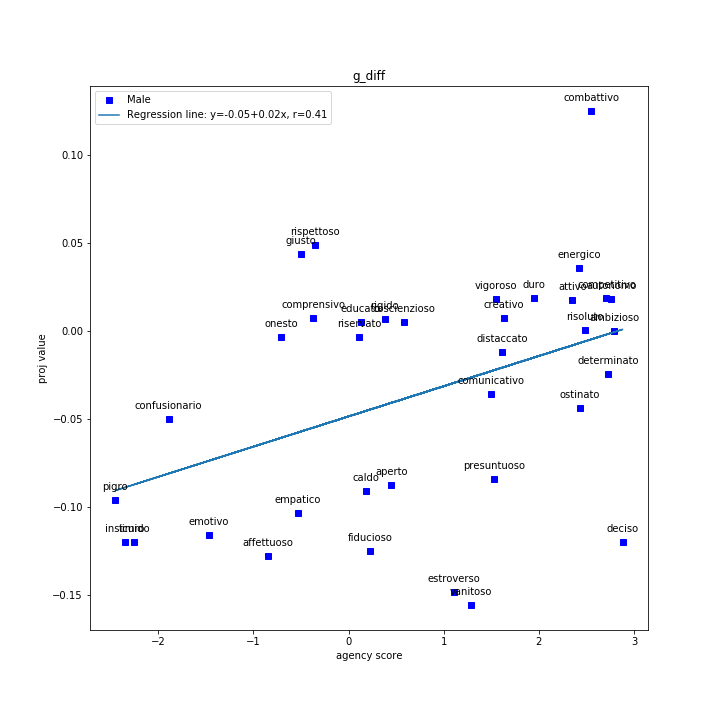 g_diff
Male
Regression line: y=-0.05+0.02x, r=0.41
combattivo
rispettoso
giusto
energico
vigoroso
duro
attivo
competitivo
autonomo
comprensivo
educato
rigido
coscienzioso
creativo
onesto
riservato
risoluto
ambizioso
distaccato
determinato
comunicativo
ostinato
confusionario
pigro
presuntuoso
caldo
aperto
empatico
insicuro
timido
emotivo
affettuoso
fiducioso
deciso
estroverso
vanitoso
0.10
0.05
0.00
−0.05
−0.10
−0.15
proj value
−2
−1
0
1
2
3
agency score